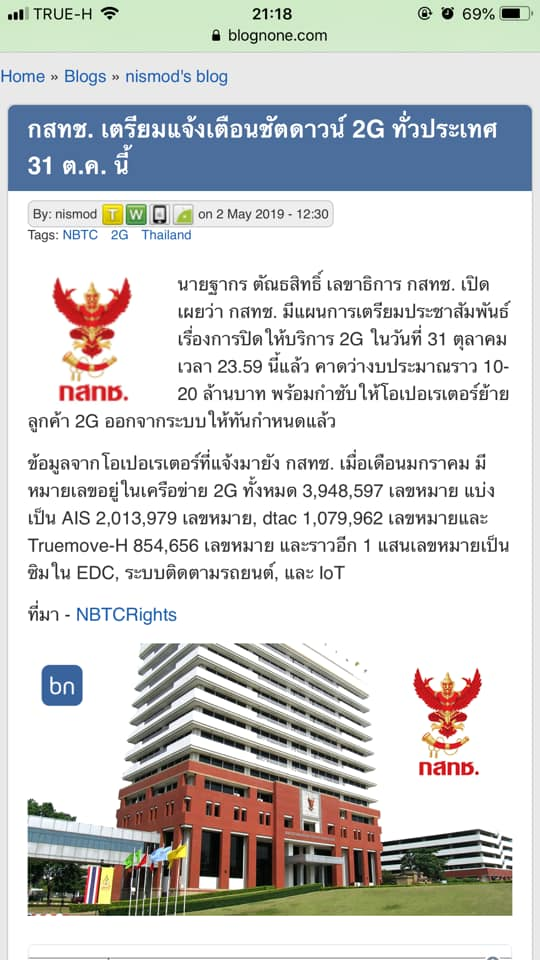 TRUE-H
21:18
69%
blognone.com
Home » Blogs » nismod's blog
กสทช. เตรียมแจ้งเตือนชัตดาวน์ 2G ทั่วประเทศ
31 ต.ค. นี้
By: nismod T W on 2 May 2019 - 12:30
Tags: NBTC 2G Thailand
กสทช.
นายฐากร ตัณธสิทธิ์ เลขาธิการ กสทช. เปิด
เผยว่า กสทช. มีแผนการเตรียมประชาสัมพันธ์
เรื่องการปิดให้บริการ 2G ในวันที่ 31 ตุลาคม
เวลา 23.59 นี้แล้ว คาดว่างบประมาณราว 10-
20 ล้านบาท พร้อมกำชับให้โอเปอเรเตอร์ย้าย
ลูกค้า 2G ออกจากระบบให้ทันกำหนดแล้ว
ข้อมูลจากโอเปอเรเตอร์ที่แจ้งมายัง กสทช. เมื่อเดือนมกราคม มี
หมายเลขอยู่ในเครือข่าย 2G ทั้งหมด 3,948,597 เลขหมาย แบ่ง
เป็น AIS 2,013,979 เลขหมาย, dtac 1,079,962 เลขหมายและ
Truemove-H 854,656 เลขหมาย และราวอีก 1 แสนเลขหมายเป็น
ซิมใน EDC, ระบบติดตามรถยนต์, และ IoT
ที่มา - NBTCRights
bn
กสทช.